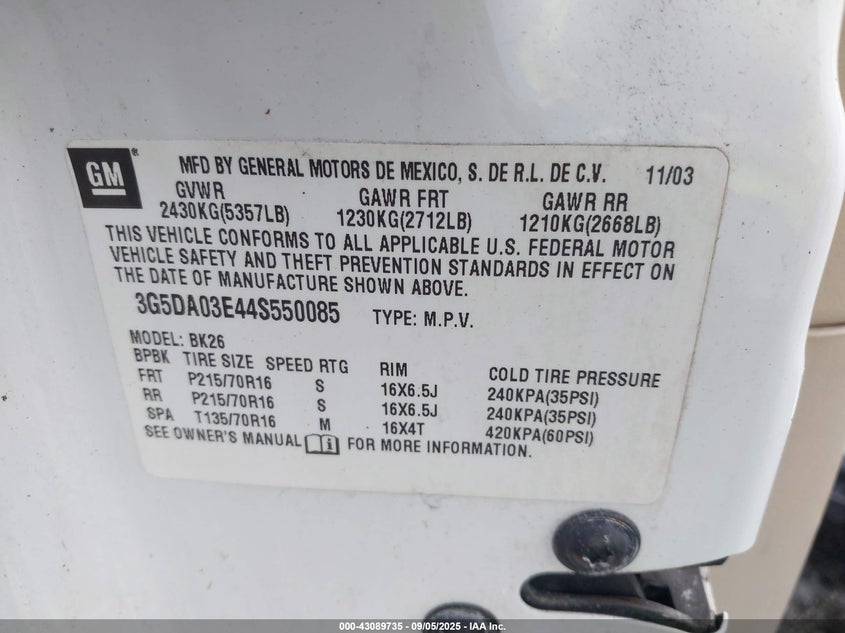 GM ® MFD BY GENERAL MOTORS DE MEXICO, S. DE R.L. DE C.V. 11/03
GVWR GAWR FRT GAWR RR
2430KG(5357LB) 1230KG(2712LB) 1210KG(2668LB)
THIS VEHICLE CONFORMS TO ALL APPLICABLE U.S. FEDERAL MOTOR
VEHICLE SAFETY AND THEFT PREVENTION STANDARDS IN EFFECT ON
THE DATE OF MANUFACTURE SHOWN ABOVE.
3G5DA03E44S550085 TYPE: M.P.V.
MODEL: BK26
BPBK TIRE SIZE SPEED RTG RIM COLD TIRE PRESSURE
FRT P215/70R16 S 16X6.5J 240KPA(35PSI)
RR P215/70R16 S 16X6.5J 240KPA(35PSI)
SPA T135/70R16 M 16X4T 420KPA(60PSI)
SEE OWNER'S MANUAL i FOR MORE INFORMATION.
000-43089735 - 09/05/2025 - IAA Inc.